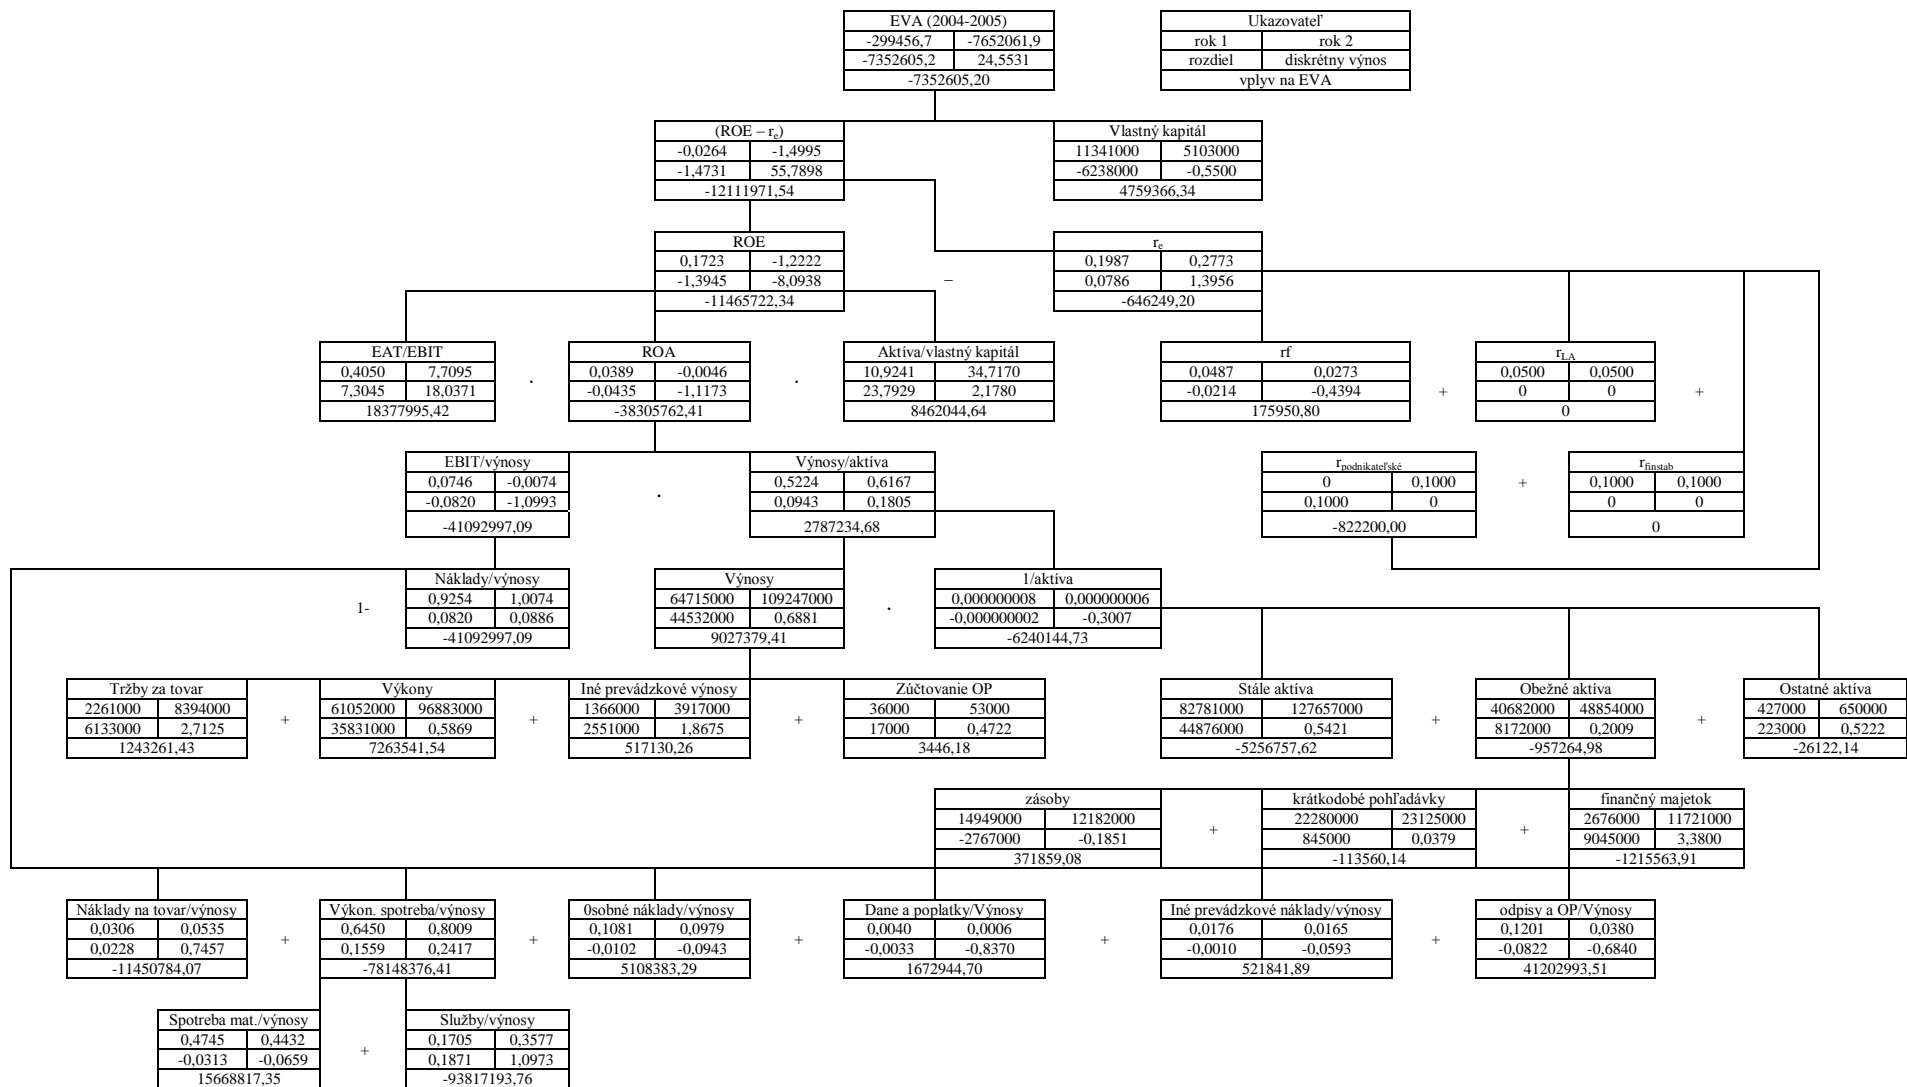 EVA (2004-2005) Ukazovateľ
-299456,7 -7652061,9 rok 1 rok 2
-7352605,2 24,5531 rozdiel diskrétny výnos
-7352605,20 vplyv na EVA
(ROE – re) Vlastný kapitál
-0,0264 -1,4995 11341000 5103000
-1,4731 55,7898 -6238000 -0,5500
-12111971,54 4759366,34
ROE re
0,1723 -1,2222 0,1987 0,2773
-1,3945 -8,0938 – 0,0786 1,3956
-11465722,34 -646249,20
EAT/EBIT ROA Aktíva/vlastný kapitál rf rLA
0,4050 7,7095 0,0389 -0,0046 10,9241 34,7170 0,0487 0,0273 0,0500 0,0500
7,3045 18,0371 . -0,0435 -1,1173 . 23,7929 2,1780 -0,0214 -0,4394 + 0 0 +
18377995,42 -38305762,41 8462044,64 175950,80 0
EBIT/výnosy Výnosy/aktíva rpodnikateľské rfinstab
0,0746 -0,0074 0,5224 0,6167 0 0,1000 0,1000 0,1000
-0,0820 -1,0993 . 0,0943 0,1805 0,1000 0 + 0 0
-41092997,09 2787234,68 -822200,00 0
Náklady/výnosy Výnosy 1/aktíva
0,9254 1,0074 64715000 109247000 0,000000008 0,000000006
1- 0,0820 0,0886 44532000 0,6881 . -0,000000002 -0,3007
-41092997,09 9027379,41 -6240144,73
Tržby za tovar Výkony Iné prevádzkové výnosy Zúčtovanie OP Stále aktíva Obežné aktíva Ostatné aktíva
2261000 8394000 61052000 96883000 1366000 3917000 36000 53000 82781000 127657000 40682000 48854000 427000 650000
6133000 2,7125 + 35831000 0,5869 + 2551000 1,8675 + 17000 0,4722 44876000 0,5421 + 8172000 0,2009 + 223000 0,5222
1243261,43 7263541,54 517130,26 3446,18 -5256757,62 -957264,98 -26122,14
zásoby krátkodobé pohľadávky finančný majetok
14949000 12182000 22280000 23125000 2676000 11721000
-2767000 -0,1851 + 845000 0,0379 + 9045000 3,3800
371859,08 -113560,14 -1215563,91
Náklady na tovar/výnosy Výkon. spotreba/výnosy 0sobné náklady/výnosy Dane a poplatky/Výnosy Iné prevádzkové náklady/výnosy odpisy a OP/Výnosy
0,0306 0,0535 0,6450 0,8009 0,1081 0,0979 0,0040 0,0006 0,0176 0,0165 0,1201 0,0380
0,0228 0,7457 + 0,1559 0,2417 + -0,0102 -0,0943 + -0,0033 -0,8370 + -0,0010 -0,0593 + -0,0822 -0,6840
-11450784,07 -78148376,41 5108383,29 1672944,70 521841,89 41202993,51
Spotreba mat./výnosy Služby/výnosy
0,4745 0,4432 0,1705 0,3577
-0,0313 -0,0659 + 0,1871 1,0973
15668817,35 -93817193,76